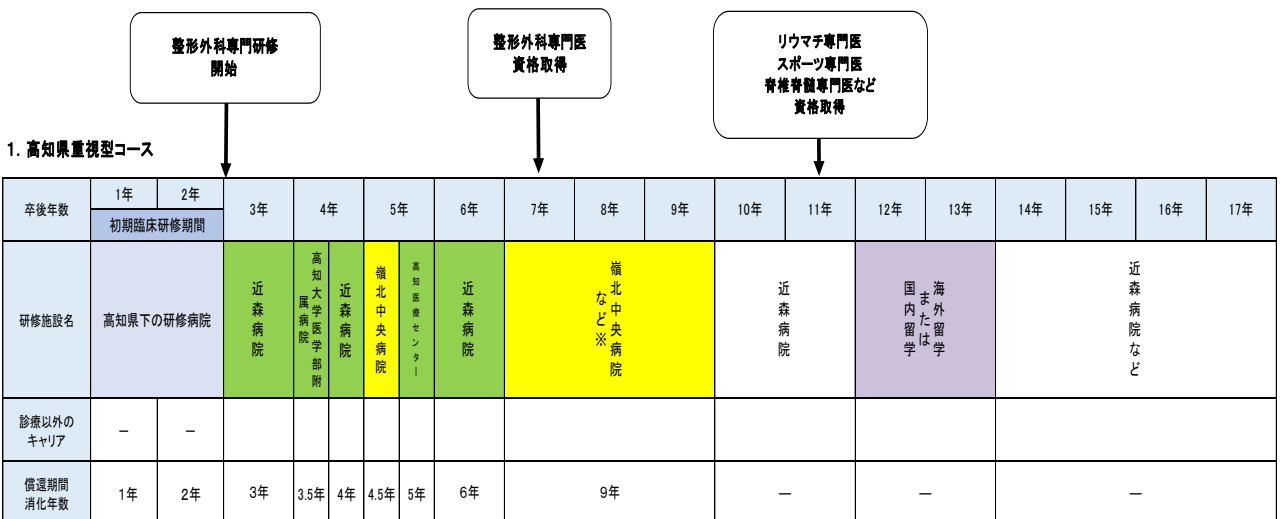 整形外科専門研修
開始
整形外科専門医
資格取得
リウマチ専門医
スポーツ専門医
脊椎脊髄専門医など
資格取得
1. 高知県重視型コース
卒後年数
1年
2年
3年
4年
5年
6年
7年
8年
9年
10年
11年
12年
13年
14年
15年
16年
17年
初期臨床研修期間
研修施設名
高知県下の研修病院
近森病院
高知大学医学部附
属病院
近森病院
嶺北中央病院
高知医療センター
近森病院
嶺北中央病院
など※
近森病院
海外留学
または
国内留学
近森病院など
診療以外の
キャリア
－
－
償還期間
消化年数
1年
2年
3年
3.5年
4年
4.5年
5年
6年
9年
－
－
－